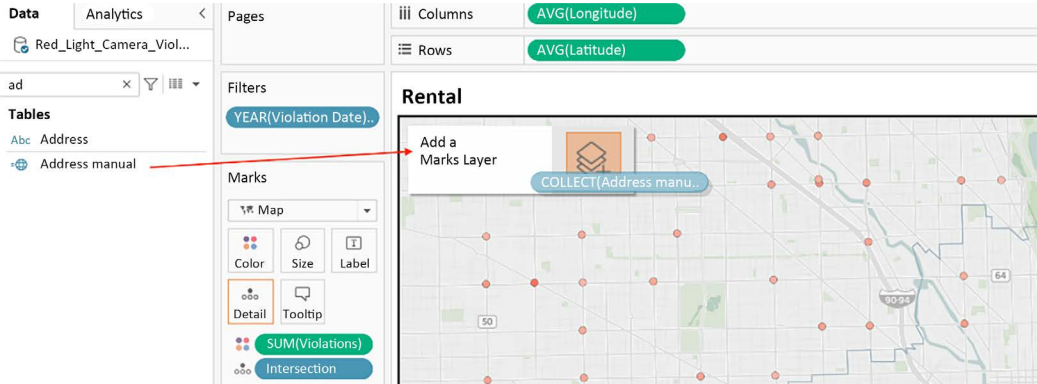 Data
Analytics
Red_Light_Camera_Viol...
ad
Tables
Abc Address
Address manual
Pages
Filters
YEAR(Violation Date)..
Marks
Map
Color
Size
Label
Detail
Tooltip
SUM(Violations)
Intersection
Columns
AVG(Longitude)
Rows
AVG(Latitude)
Rental
Add a
Marks Layer
COLLECT(Address manu..
64
90-94
50